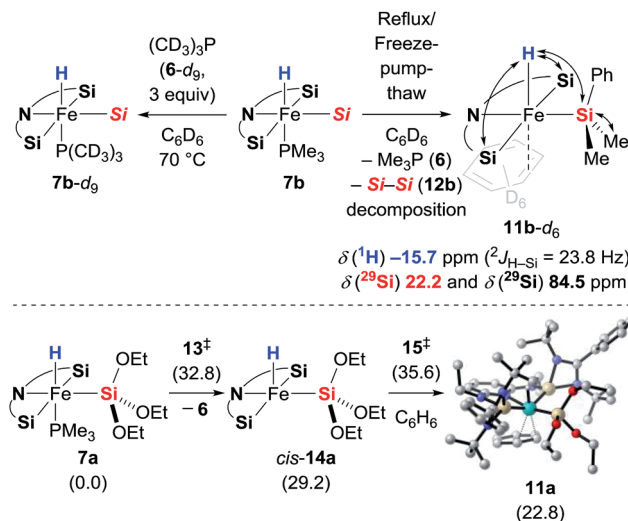 (CD3)3P
(6-d9,
3 equiv)
C6D6
70 °C
H
Si
N
Fe
Si
Si
P(CD3)3
7b-d9
H
Si
N
Fe
Si
Si
PMe3
7b
Reflux/
Freeze-
pump-
thaw
C6D6
– Me3P (6)
– Si–Si (12b)
decomposition
H
Si
Ph
N
Fe
Si
Me
Me
Si
D6
11b-d6
δ(1H) –15.7 ppm (2JH–Si = 23.8 Hz)
δ(29Si) 22.2 and δ(29Si) 84.5 ppm
H
Si
OEt
N
Fe
Si
OEt
OEt
Si
PMe3
7a
(0.0)
13‡
(32.8)
– 6
H
Si
OEt
N
Fe
Si
OEt
OEt
Si
cis-14a
(29.2)
15‡
(35.6)
C6H6
11a
(22.8)